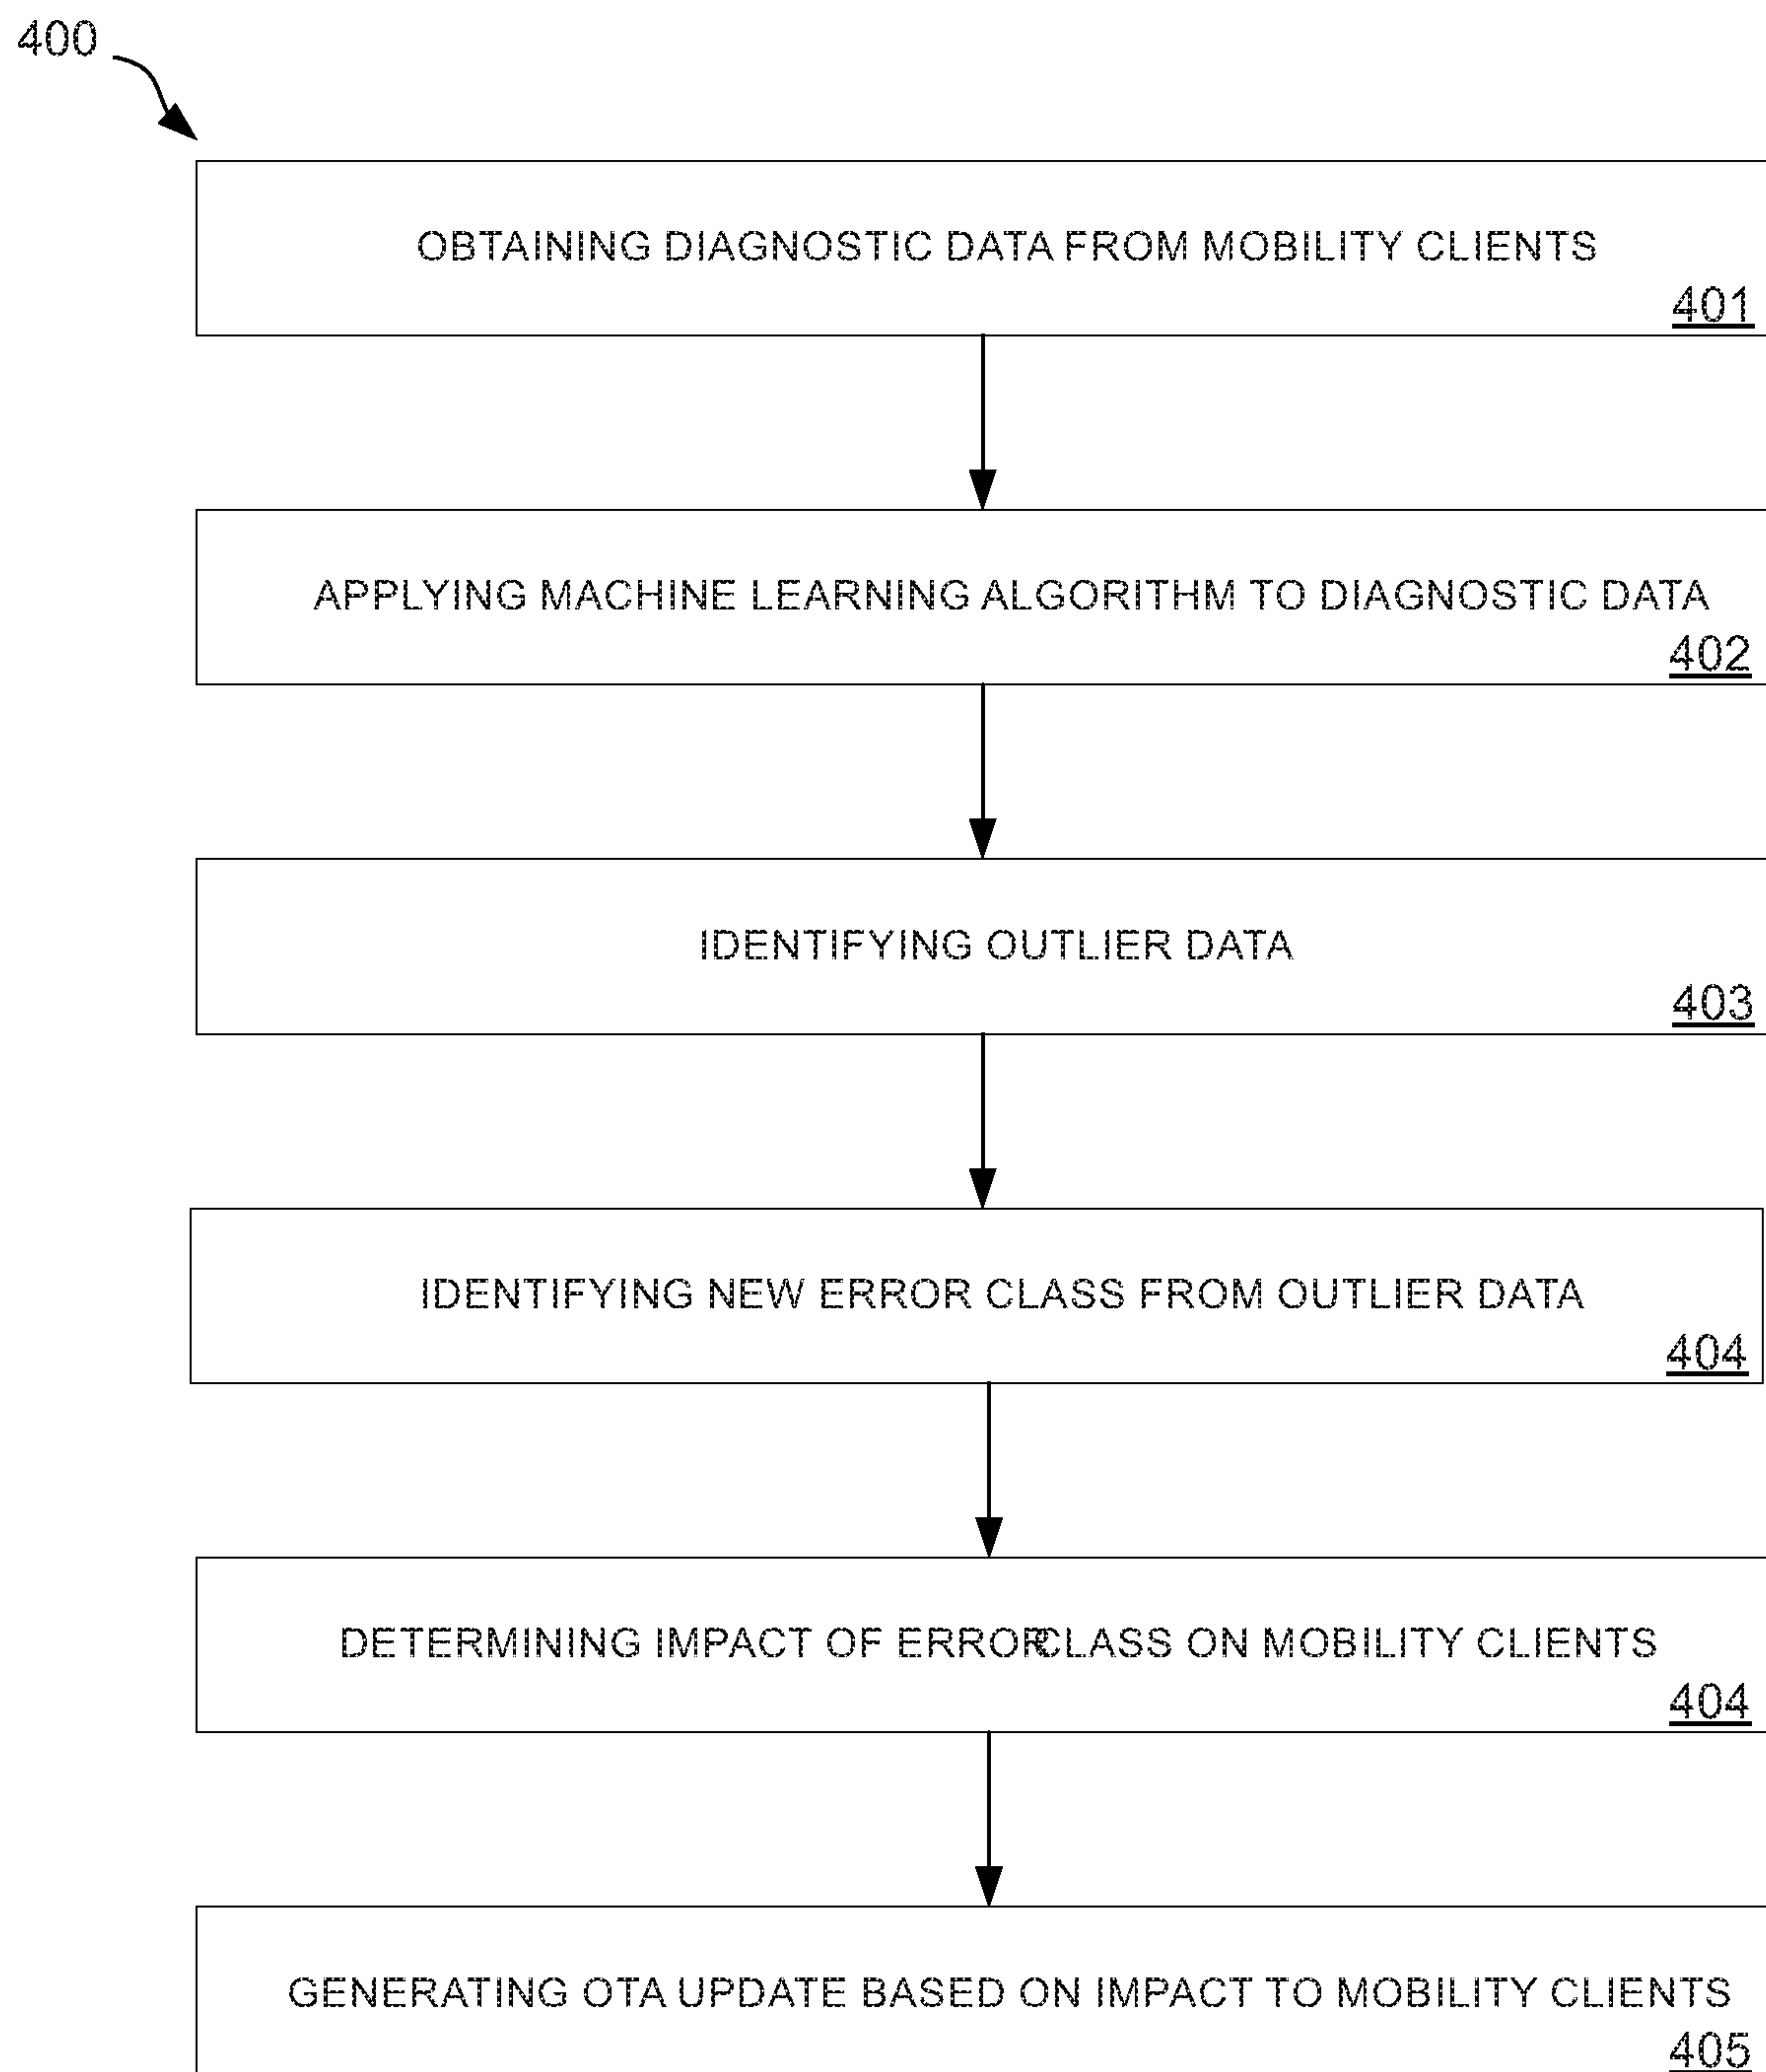 400
OBTAINING DIAGNOSTIC DATA FROM MOBILITY CLIENTS
401
APPLYING MACHINE LEARNING ALGORITHM TO DIAGNOSTIC DATA
402
IDENTIFYING OUTLIER DATA
403
IDENTIFYING NEW ERROR CLASS FROM OUTLIER DATA
404
DETERMINING IMPACT OF ERROR CLASS ON MOBILITY CLIENTS
404
GENERATING OTA UPDATE BASED ON IMPACT TO MOBILITY CLIENTS
405